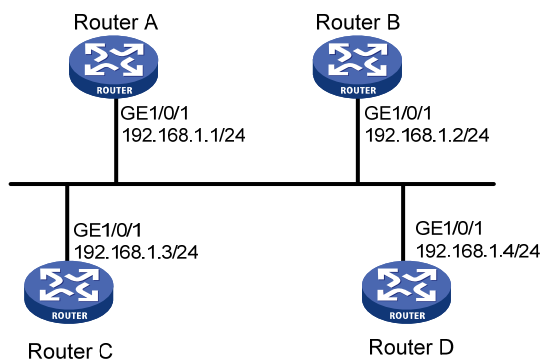 Router A
Router B
ROUTER
ROUTER
GE1/0/1
192.168.1.1/24
GE1/0/1
192.168.1.2/24
GE1/0/1
192.168.1.3/24
GE1/0/1
192.168.1.4/24
ROUTER
ROUTER
Router C
Router D